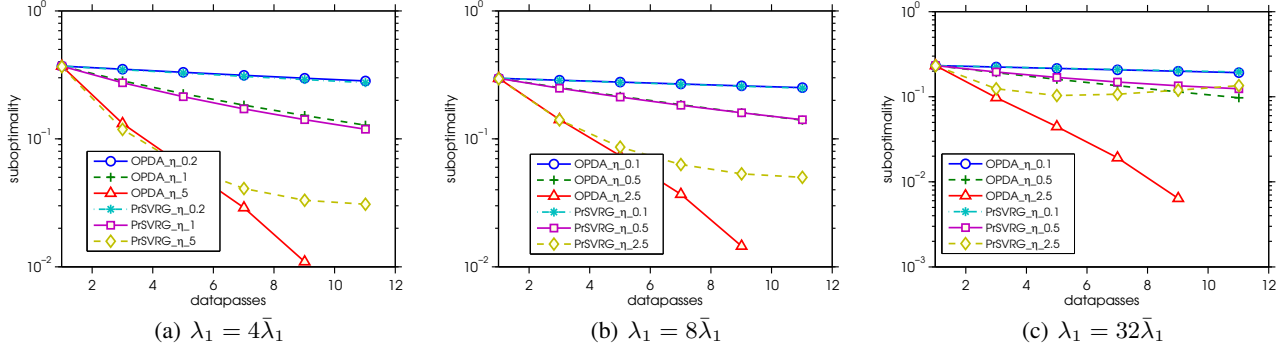 10^0
10^-1
10^-2
suboptimality
2 4 6 8 10 12
datapasses
OPDA_η_0.2
OPDA_η_1
OPDA_η_5
PrSVRG_η_0.2
PrSVRG_η_1
PrSVRG_η_5
(a) λ₁ = 4λ̄₁
10^0
10^-1
10^-2
suboptimality
2 4 6 8 10 12
datapasses
OPDA_η_0.1
OPDA_η_0.5
OPDA_η_2.5
PrSVRG_η_0.1
PrSVRG_η_0.5
PrSVRG_η_2.5
(b) λ₁ = 8λ̄₁
10^0
10^-1
10^-2
10^-3
suboptimality
2 4 6 8 10 12
datapasses
OPDA_η_0.1
OPDA_η_0.5
OPDA_η_2.5
PrSVRG_η_0.1
PrSVRG_η_0.5
PrSVRG_η_2.5
(c) λ₁ = 32λ̄₁